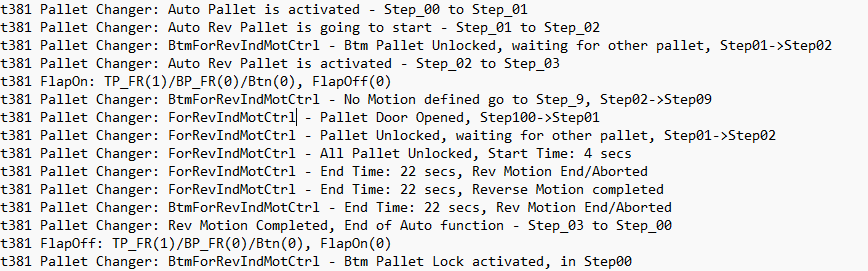 t381 Pallet Changer: Auto Pallet is activated - Step_00 to Step_01
t381 Pallet Changer: Auto Rev Pallet is going to start - Step_01 to Step_02
t381 Pallet Changer: BtmForRevIndMotCtrl - Btm Pallet Unlocked, waiting for other pallet, Step01->Step02
t381 Pallet Changer: Auto Rev Pallet is activated - Step_02 to Step_03
t381 FlapOn: TP_FR(1)/BP_FR(0)/Btn(0), FlapOff(0)
t381 Pallet Changer: BtmForRevIndMotCtrl - No Motion defined go to Step_9, Step02->Step09
t381 Pallet Changer: ForRevIndMotCtrl - Pallet Door Opened, Step100->Step01
t381 Pallet Changer: ForRevIndMotCtrl - Pallet Unlocked, waiting for other pallet, Step01->Step02
t381 Pallet Changer: ForRevIndMotCtrl - All Pallet Unlocked, Start Time: 4 secs
t381 Pallet Changer: ForRevIndMotCtrl - End Time: 22 secs, Rev Motion End/Aborted
t381 Pallet Changer: ForRevIndMotCtrl - End Time: 22 secs, Reverse Motion completed
t381 Pallet Changer: BtmForRevIndMotCtrl - End Time: 22 secs, Rev Motion End/Aborted
t381 Pallet Changer: Rev Motion Completed, End of Auto function - Step_03 to Step_00
t381 FlapOff: TP_FR(1)/BP_FR(0)/Btn(0), FlapOn(0)
t381 Pallet Changer: BtmForRevIndMotCtrl - Btm Pallet Lock activated, in Step00